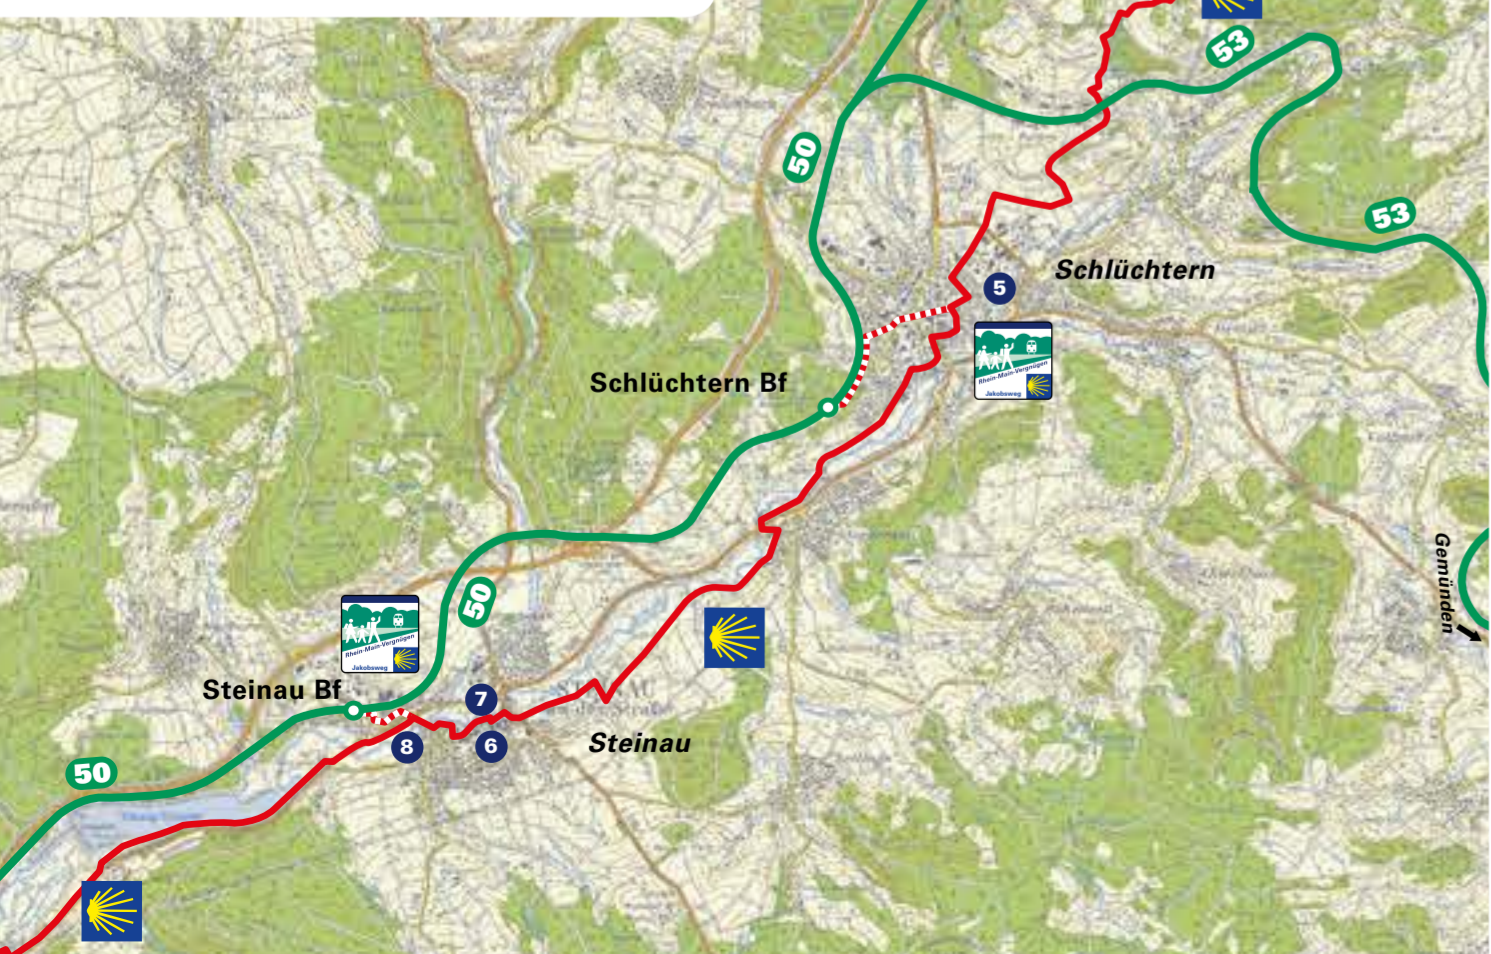 53
50
53
Schlüchtern
5
Rhein-Main-Vergnügen
Jakobsweg
Schlüchtern Bf
Gemünden
50
Rhein-Main-Vergnügen
Jakobsweg
Steinau Bf
7
8
6
Steinau
50